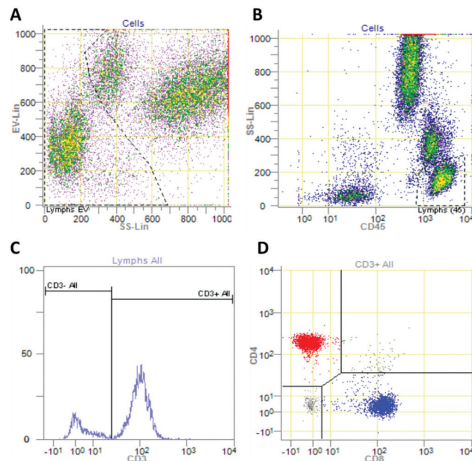 A
Cells
1000
800
600
400
200
0
EV-Lin
Lymphs EV
0 200 400 600 800 1000
SS-Lin
B
Cells
1000
800
600
400
200
0
SS-Lin
10⁰ 10¹ 10² 10³ 10⁴
CD45
Lymphs (45)
C
Lymphs All
100
50
0
CD3- All
CD3+ All
-10¹ 10¹ 10² 10³ 10⁴
CD3
D
CD3+ All
10⁴
10³
10²
10¹
10⁰
-10¹
CD4
-10¹ 10⁰ 10¹ 10² 10³ 10⁴
CD8